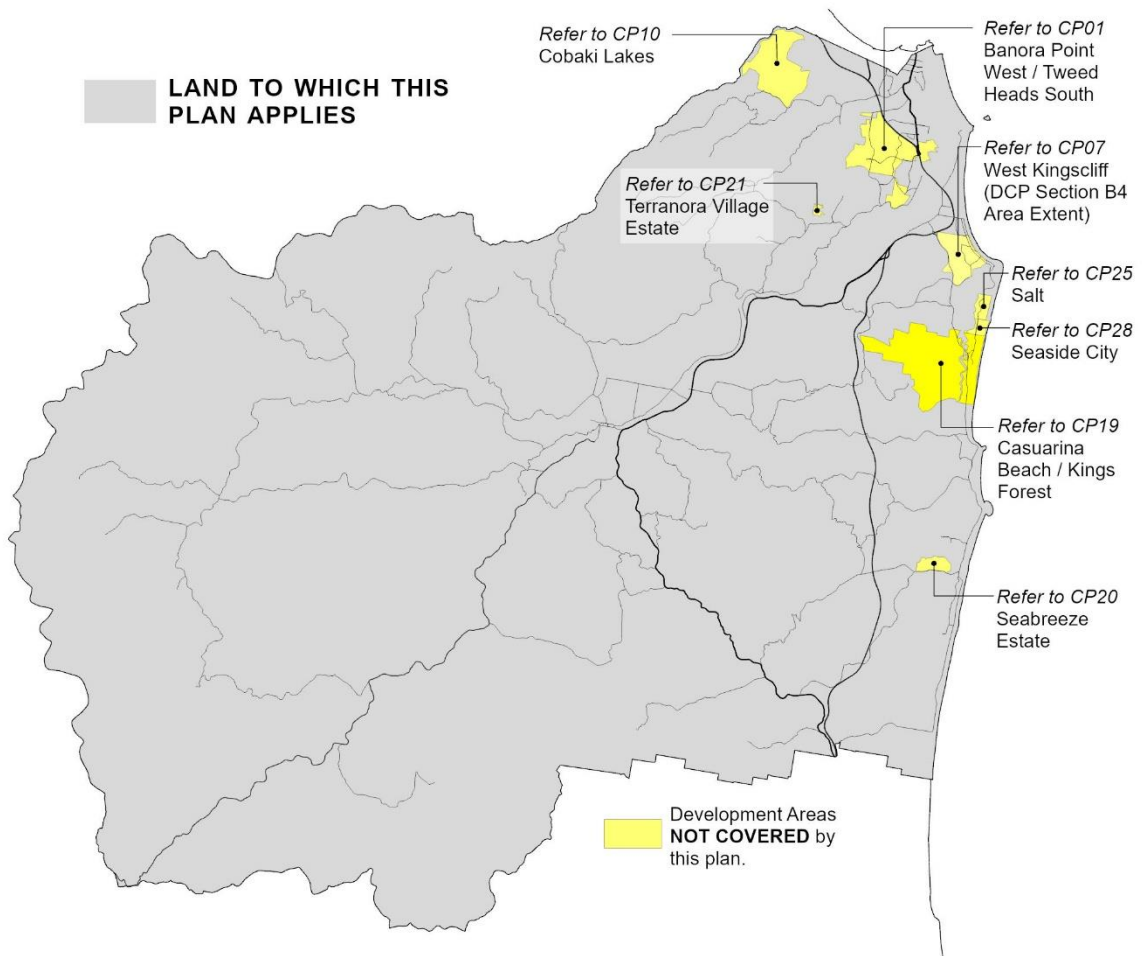 Refer to CP10
Cobaki Lakes
Refer to CP01
Banora Point
West / Tweed
Heads South
LAND TO WHICH THIS
PLAN APPLIES
Refer to CP07
West Kingscliff
(DCP Section B4
Area Extent)
Refer to CP21
Terranora Village
Estate
Refer to CP25
Salt
Refer to CP28
Seaside City
Refer to CP19
Casuarina
Beach / Kings
Forest
Refer to CP20
Seabreeze
Estate
Development Areas
NOT COVERED by
this plan.